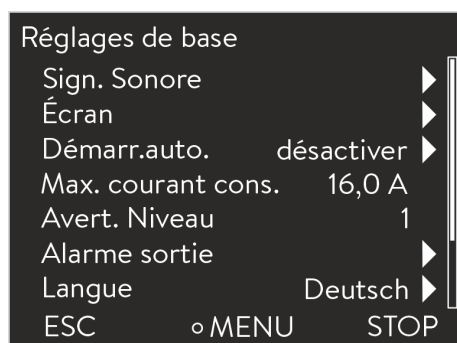 Réglages de base
Sign. Sonore
Écran
Démarr.auto. désactiver
Max. courant cons. 16,0 A
Avert. Niveau 1
Alarme sortie
Langue Deutsch
ESC MENU STOP